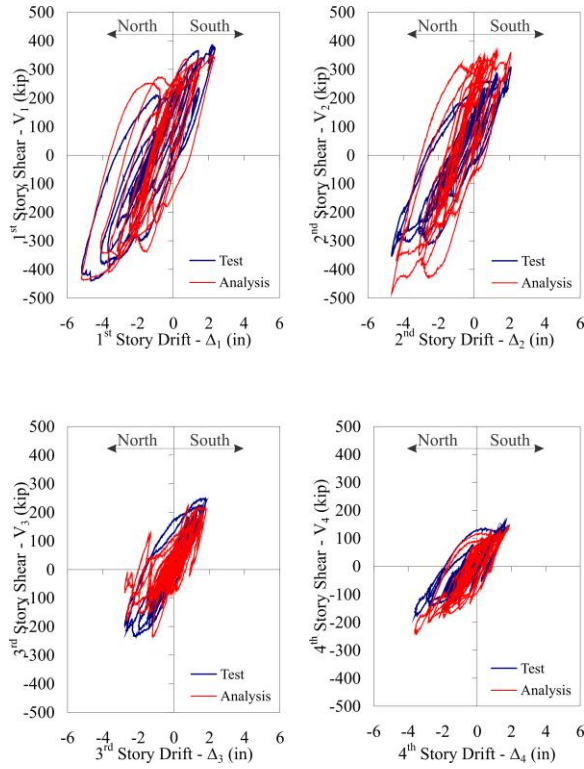 500
400
300
200
100
0
-100
-200
-300
-400
-500
North South
1st Story Shear - V1 (kip)
Test
Analysis
-6 -4 -2 0 2 4 6
1st Story Drift - Δ1 (in)
500
400
300
200
100
0
-100
-200
-300
-400
-500
North South
2nd Story Shear - V2 (kip)
Test
Analysis
-6 -4 -2 0 2 4 6
2nd Story Drift - Δ2 (in)
500
400
300
200
100
0
-100
-200
-300
-400
-500
North South
3rd Story Shear - V3 (kip)
Test
Analysis
-6 -4 -2 0 2 4 6
3rd Story Drift - Δ3 (in)
500
400
300
200
100
0
-100
-200
-300
-400
-500
North South
4th Story Shear - V4 (kip)
Test
Analysis
-6 -4 -2 0 2 4 6
4th Story Drift - Δ4 (in)